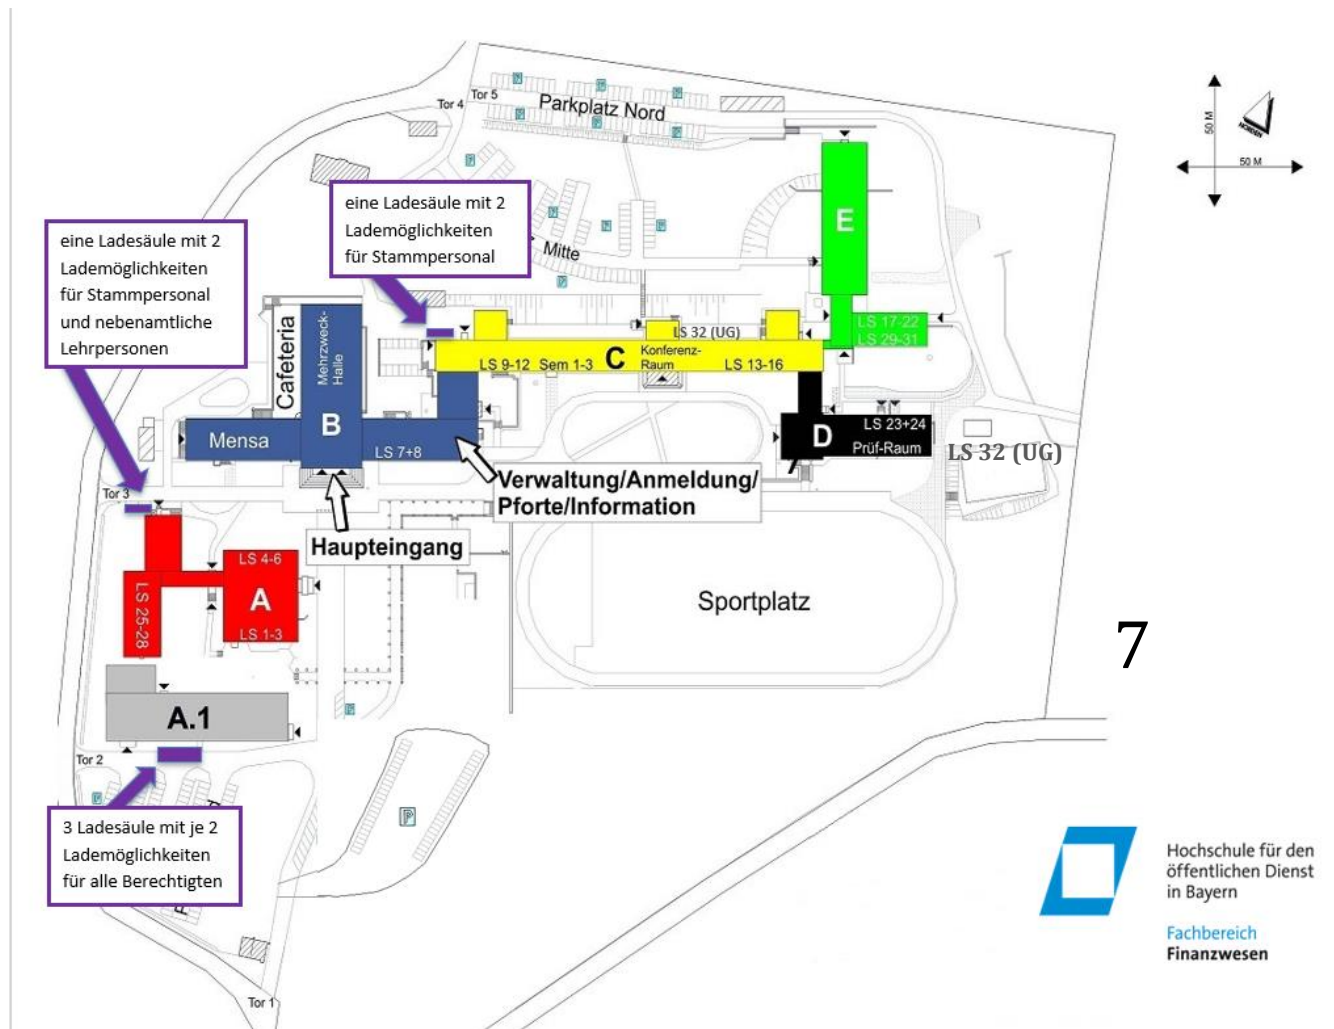 Tor 5
Tor 4
Parkplatz Nord
50 M
NORDEN
50 M
eine Ladesäule mit 2
Lademöglichkeiten
für Stammpersonal
eine Ladesäule mit 2
Lademöglichkeiten
für Stammpersonal
und nebenamtliche
Lehrpersonen
Mitte
E
LS 17-22
LS 29-31
Cafeteria
Mehrzweck-
Halle
LS 32 (UG)
LS 9-12 Sem 1-3
C
Konferenz-
Raum
LS 13-16
Mensa
B
LS 7+8
D
LS 23+24
Prüf-Raum
LS 32 (UG)
Verwaltung/Anmeldung/
Pforte/Information
Tor 3
Haupteingang
LS 4-6
A
LS 1-3
LS 25-28
Sportplatz
7
A.1
Tor 2
3 Ladesäule mit je 2
Lademöglichkeiten
für alle Berechtigten
P
Hochschule für den
öffentlichen Dienst
in Bayern
Fachbereich
Finanzwesen
Tor 1